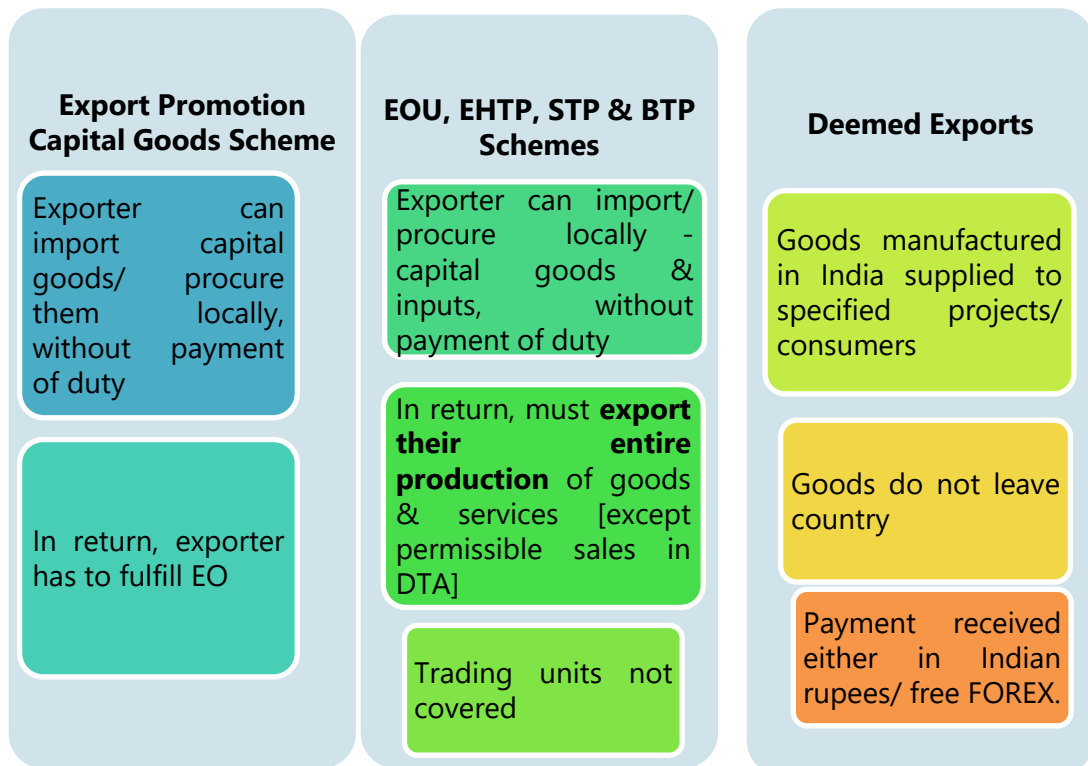 Export Promotion
Capital Goods Scheme
Exporter can
import capital
goods/ procure
them locally,
without payment
of duty
In return, exporter
has to fulfill EO
EOU, EHTP, STP & BTP
Schemes
Exporter can import/
procure locally -
capital goods &
inputs, without
payment of duty
In return, must export
their entire
production of goods
& services [except
permissible sales in
DTA]
Trading units not
covered
Deemed Exports
Goods manufactured
in India supplied to
specified projects/
consumers
Goods do not leave
country
Payment received
either in Indian
rupees/ free FOREX.